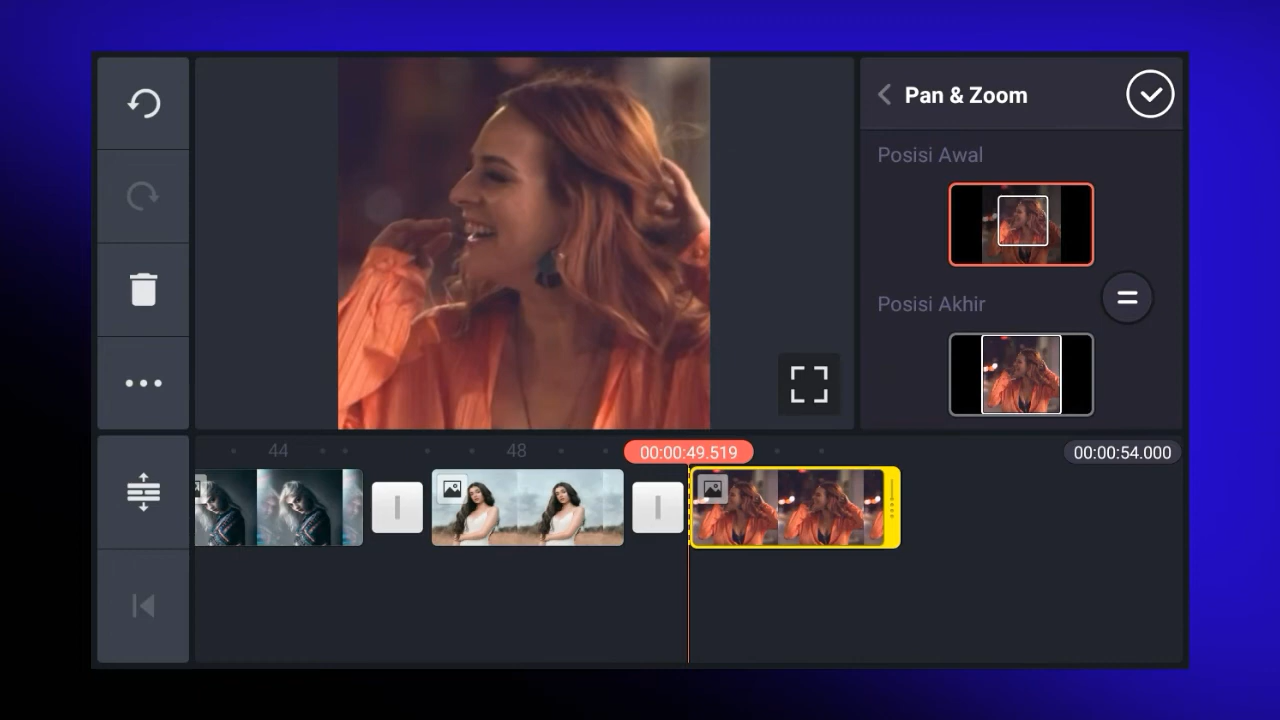 Pan & Zoom
Posisi Awal
Posisi Akhir
44
48
00:00:49.519
00:00:54.000